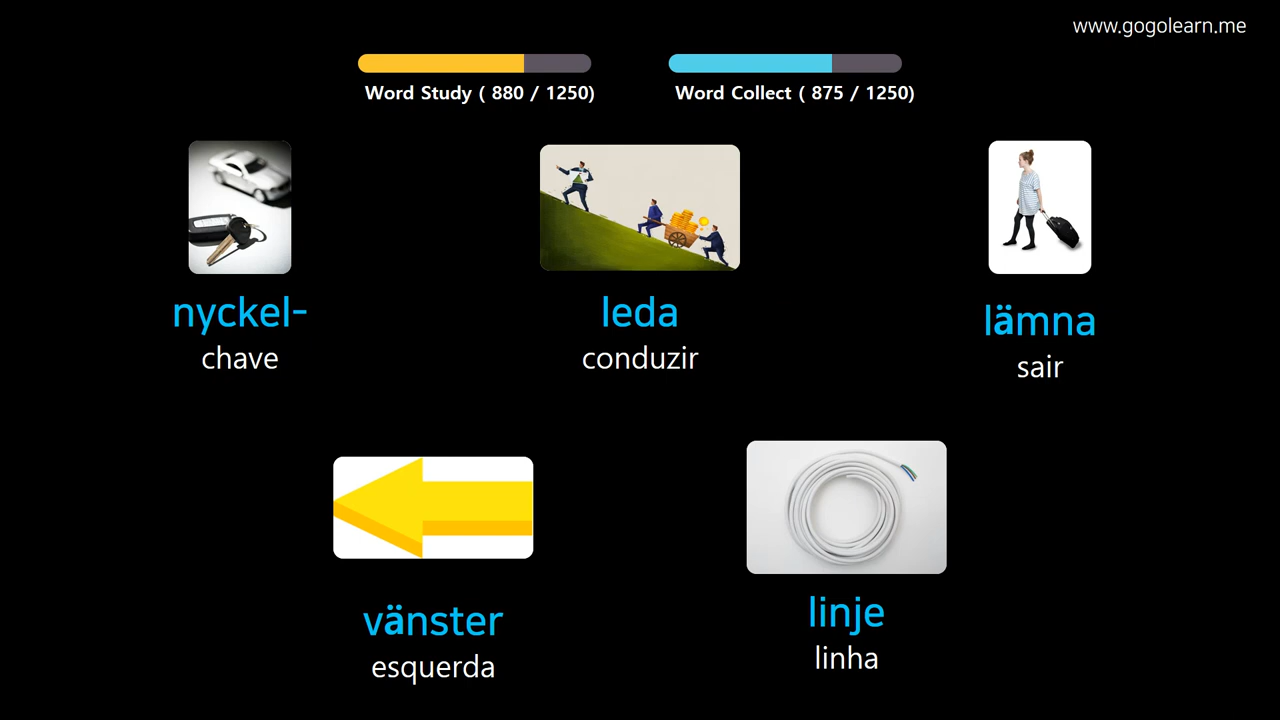 www.gogolearn.me
Word Study ( 880 / 1250)
Word Collect ( 875 / 1250)
nyckel-
chave
leda
conduzir
lämna
sair
vänster
esquerda
linje
linha